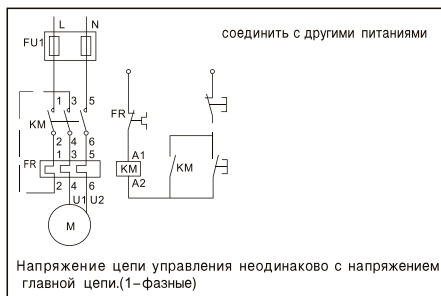 L N
FU1
соединить с другими питаниями
1 3 5
KM
2 4 6
1 3 5
FR
2 4 6
U1 U2
M
FR
A1
KM
A2
KM
Напряжение цепи управления неодинаково с напряжением
главной цепи.(1–фазные)